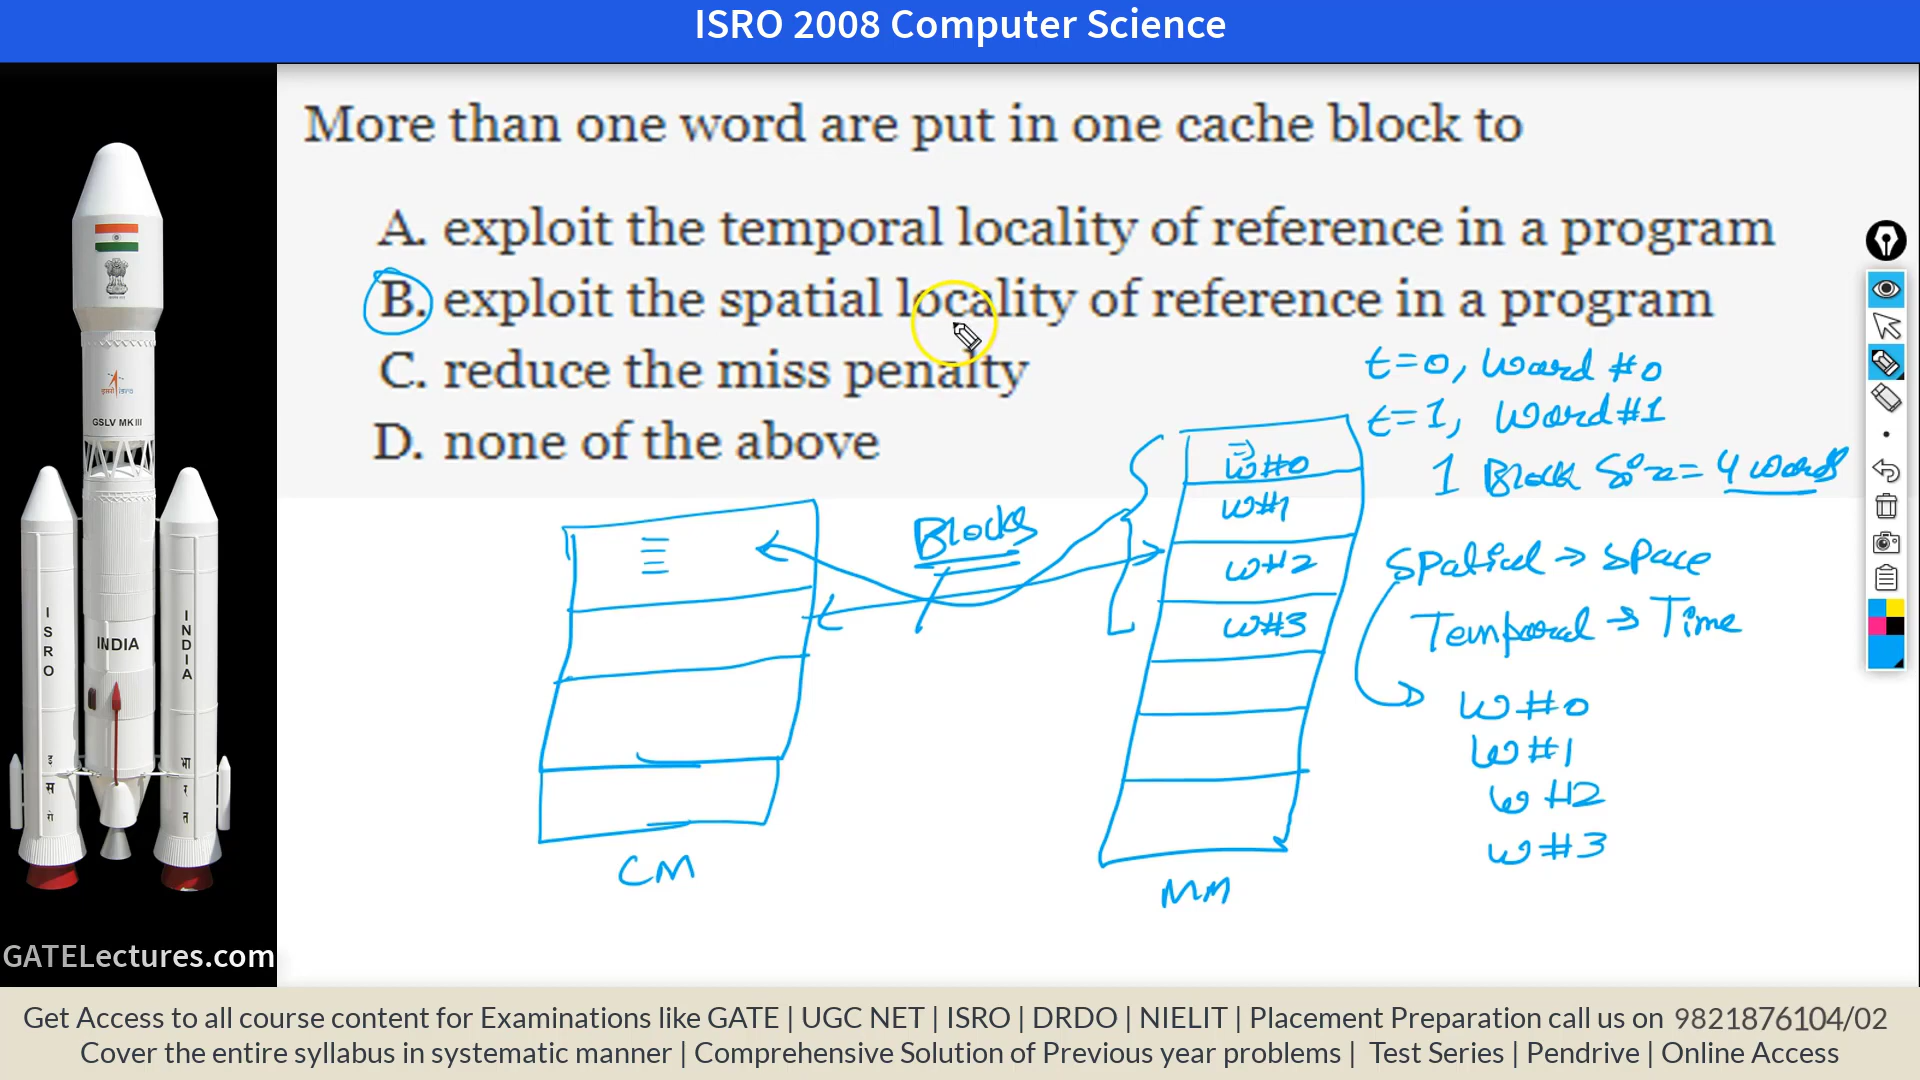 ISRO 2008 Computer Science
More than one word are put in one cache block to
A. exploit the temporal locality of reference in a program
B. exploit the spatial locality of reference in a program
C. reduce the miss penalty
D. none of the above
t=0, Word #0
t=1, Word #1
1 Block Size = 4 words
Blocks
W#0
W#1
W#2
W#3
Spatial → Space
Temporal → Time
W#0
W#1
W#2
W#3
CM
MM
GSLV MK III
I
S
R
O
INDIA
I
N
D
I
A
GATELectures.com
Get Access to all course content for Examinations like GATE | UGC NET | ISRO | DRDO | NIELIT | Placement Preparation call us on 9821876104/02
Cover the entire syllabus in systematic manner | Comprehensive Solution of Previous year problems | Test Series | Pendrive | Online Access